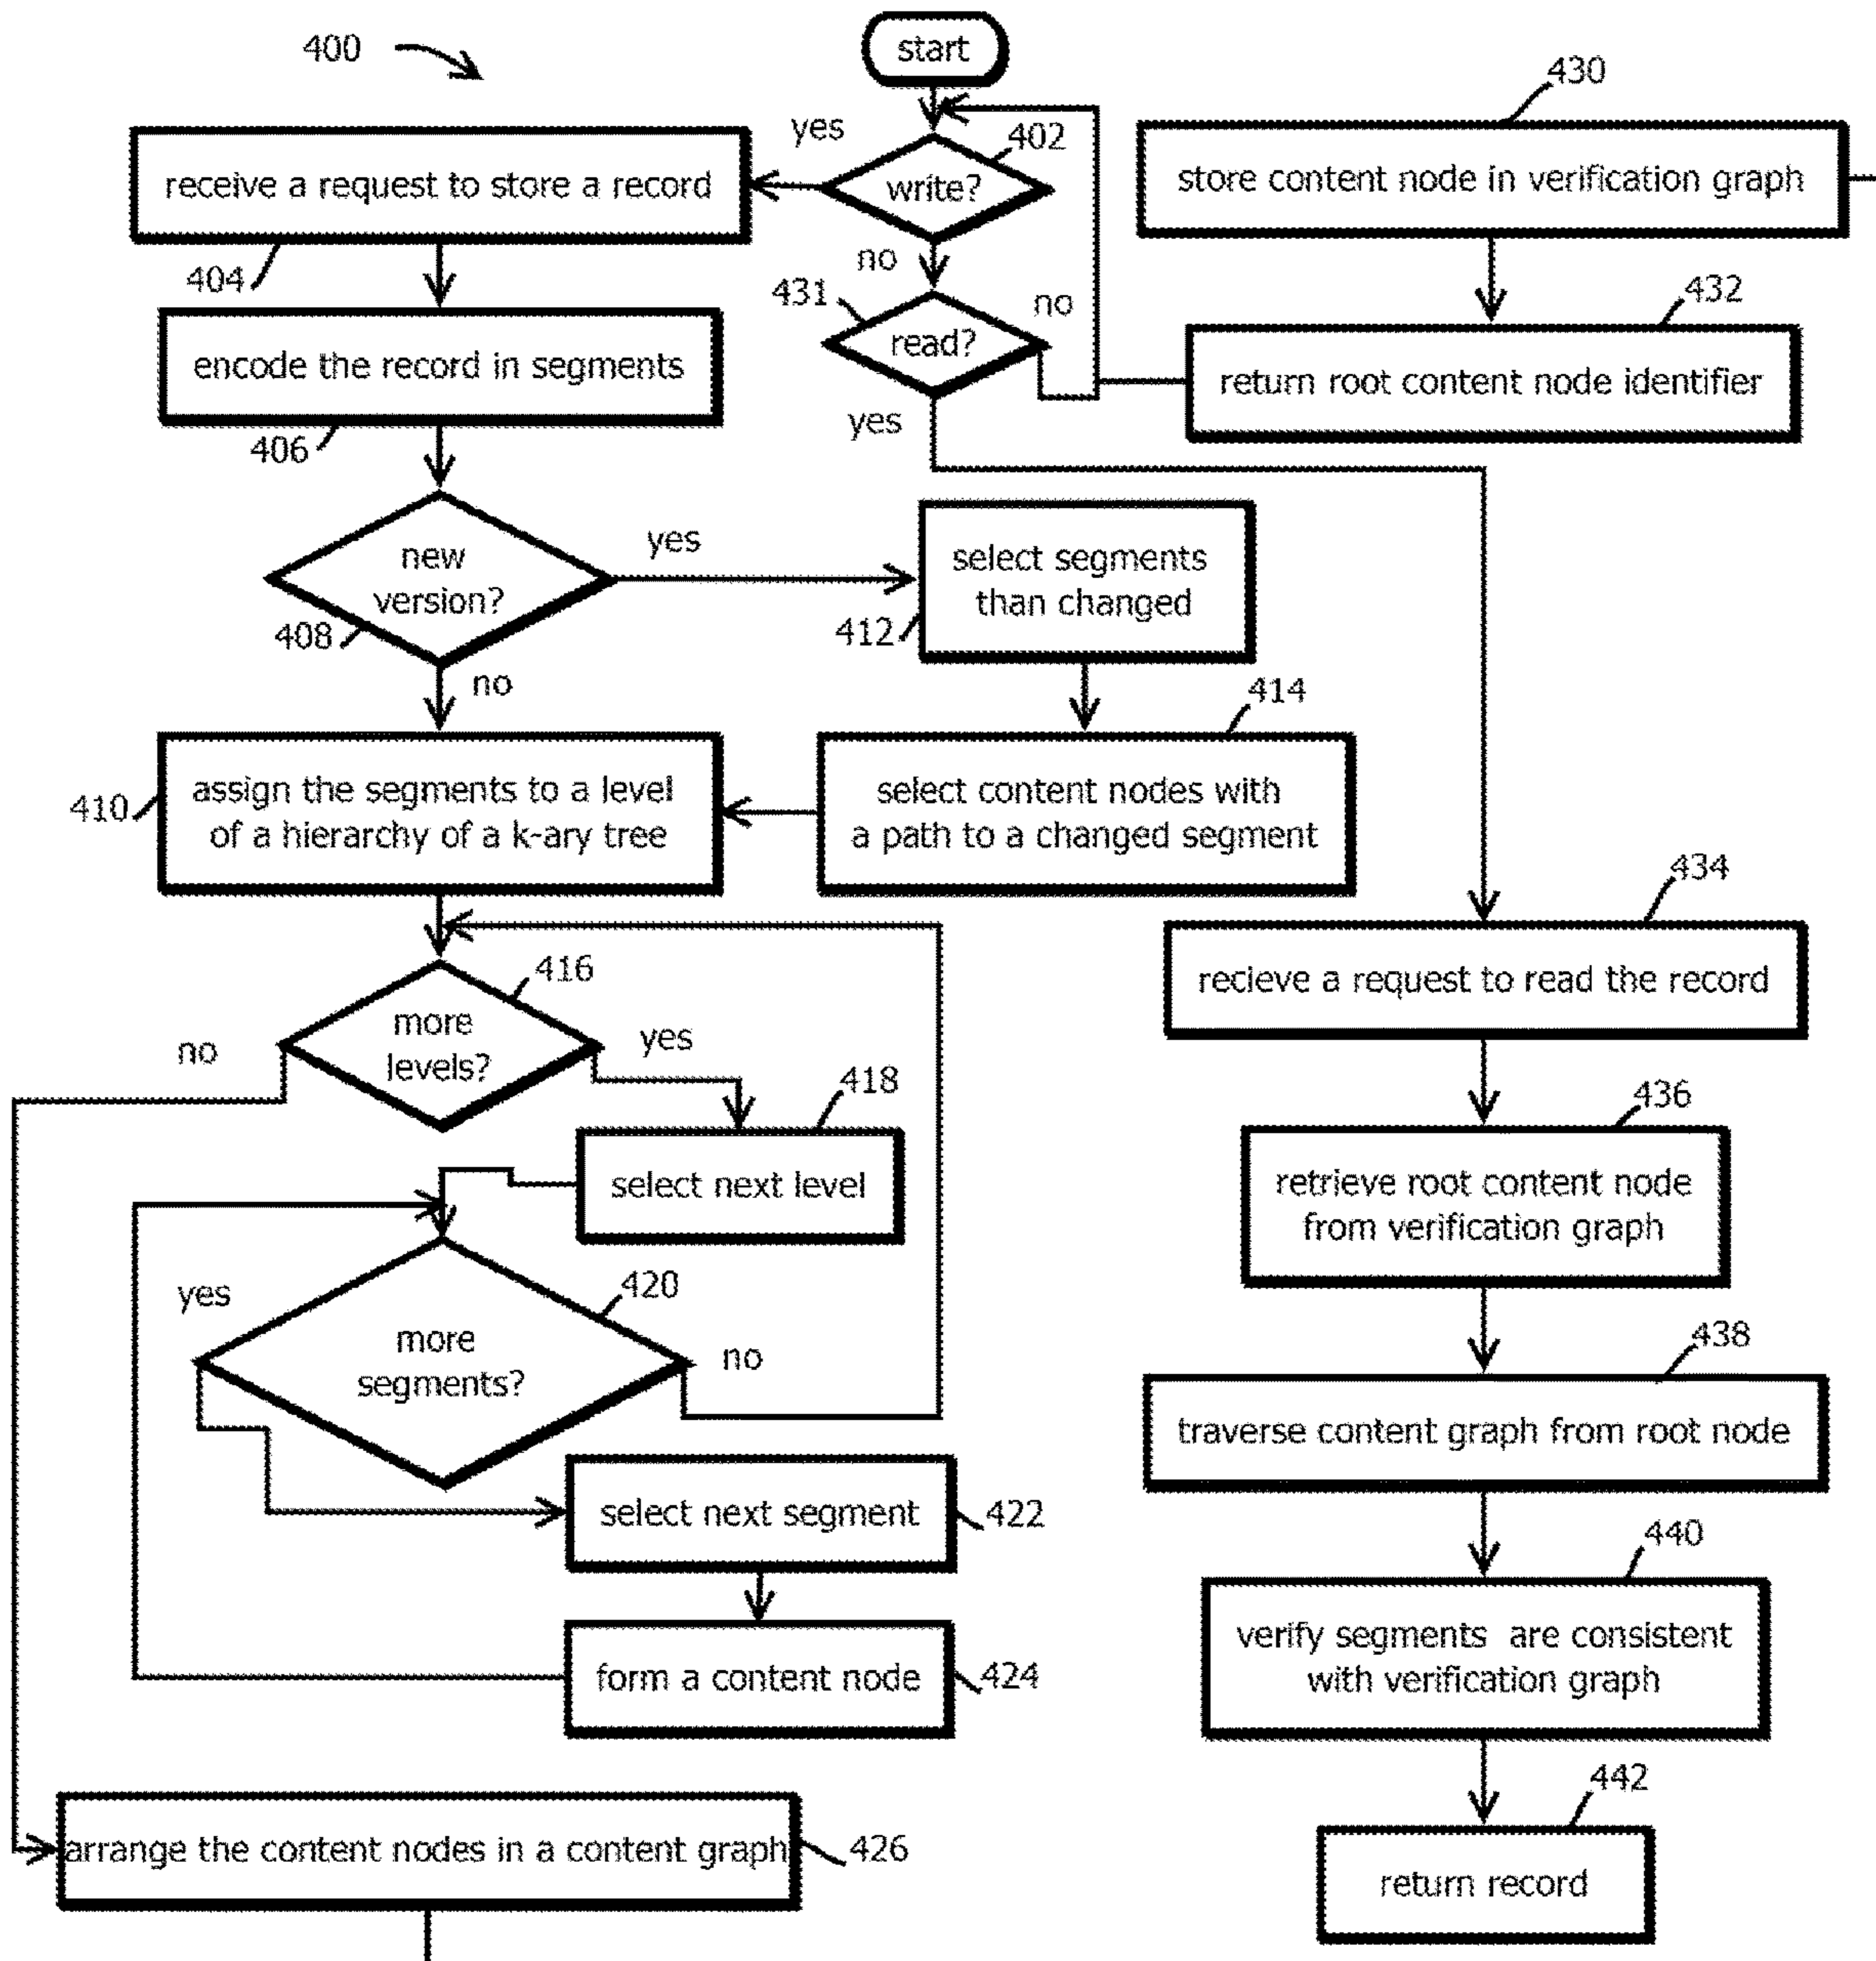 400
start
430
yes
402
receive a request to store a record
write?
store content node in verification graph
404
no
431
no
432
encode the record in segments
read?
return root content node identifier
406
yes
new
version?
408
yes
select segments
than changed
412
no
414
410
assign the segments to a level
of a hierarchy of a k-ary tree
select content nodes with
a path to a changed segment
434
416
recieve a request to read the record
more
levels?
no
yes
418
436
select next level
retrieve root content node
from verification graph
yes
420
more
segments?
no
438
traverse content graph from root node
select next segment
422
440
verify segments are consistent
with verification graph
form a content node
424
442
arrange the content nodes in a content graph
426
return record